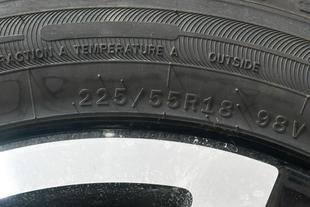 TRACTION A TEMPERATURE A OUTSIDE
225/55R18 98V